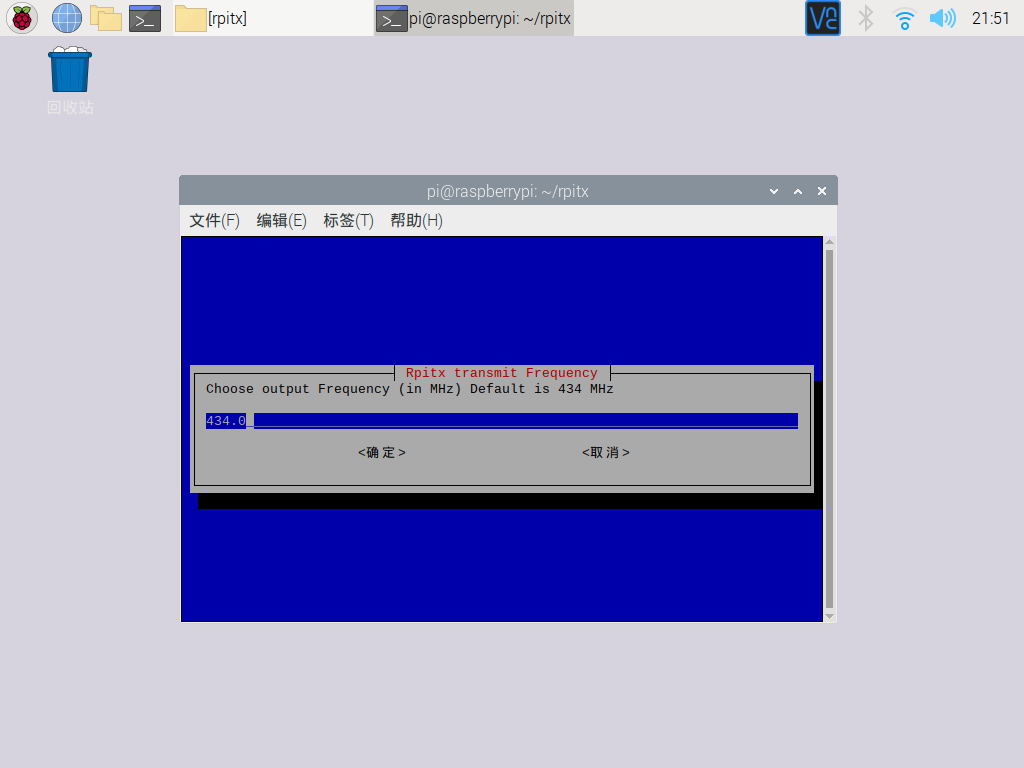 [rpitx]
pi@raspberrypi: ~/rpitx
21:51
回收站
pi@raspberrypi: ~/rpitx
文件(F) 编辑(E) 标签(T) 帮助(H)
Rpitx transmit Frequency
Choose output Frequency (in MHz) Default is 434 MHz
434.0
<确定> <取消>